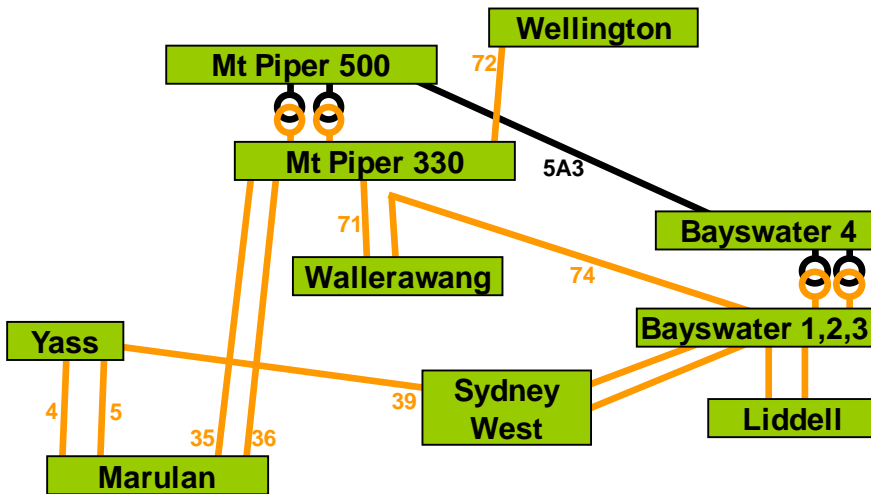 Wellington
Mt Piper 500
72
Mt Piper 330
5A3
71
Bayswater 4
Wallerawang
74
Bayswater 1,2,3
Yass
39
Sydney
West
4
5
Liddell
35
36
Marulan